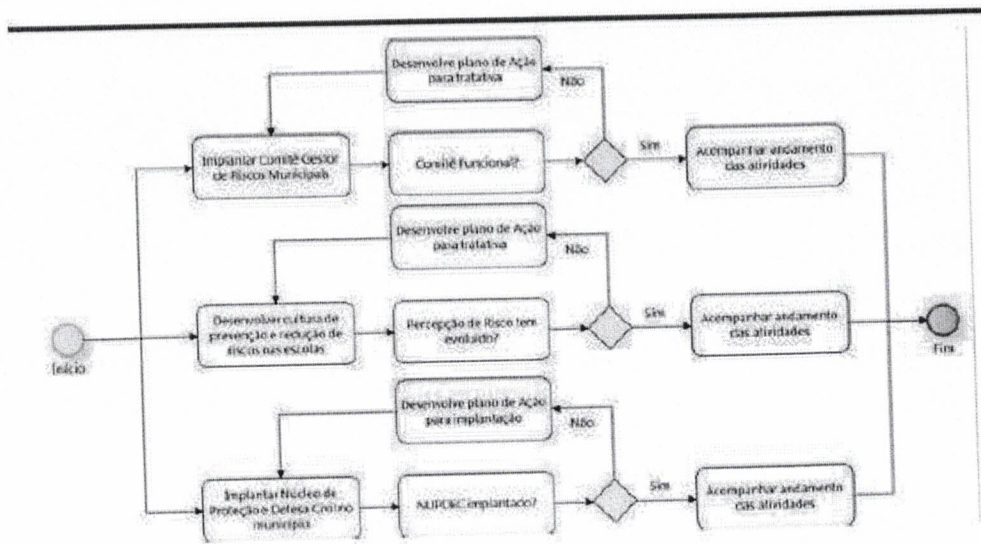 Desenvolve plano de Ação
para tratativa
Não
Implantar Comitê Gestor
de Riscos Municipais
Comitê Funcional?
Sim
Acompanhar andamento
das atividades
Desenvolve plano de Ação
para tratativa
Não
Início
Desenvolver cultura de
prevenção e redução de
riscos nas escolas
Percepção de Risco tem
evoluído?
Sim
Acompanhar andamento
das atividades
Fim
Desenvolve plano de Ação
para implantação
Não
Implantar Núcleo de
Proteção e Defesa Civil no
município
NUPDEC implantado?
Sim
Acompanhar andamento
das atividades